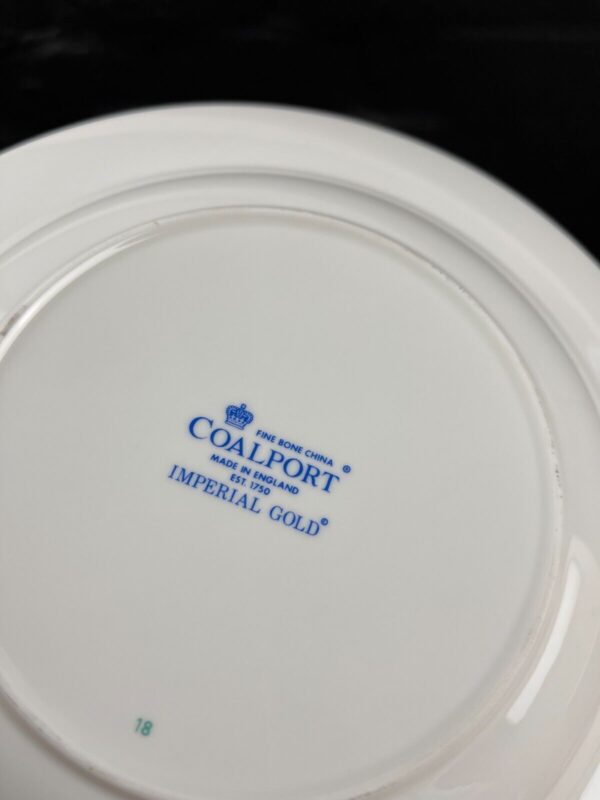 FINE BONE CHINA
COALPORT®
MADE IN ENGLAND
EST. 1750
IMPERIAL GOLD©
18